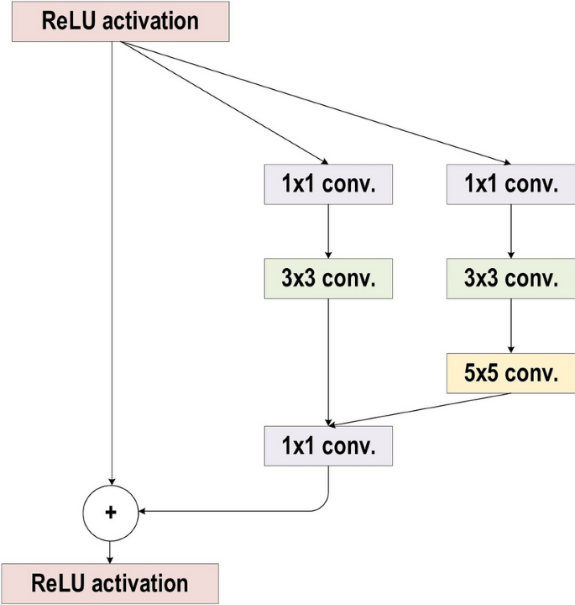 ReLU activation
1x1 conv.
1x1 conv.
3x3 conv.
3x3 conv.
5x5 conv.
1x1 conv.
+
ReLU activation